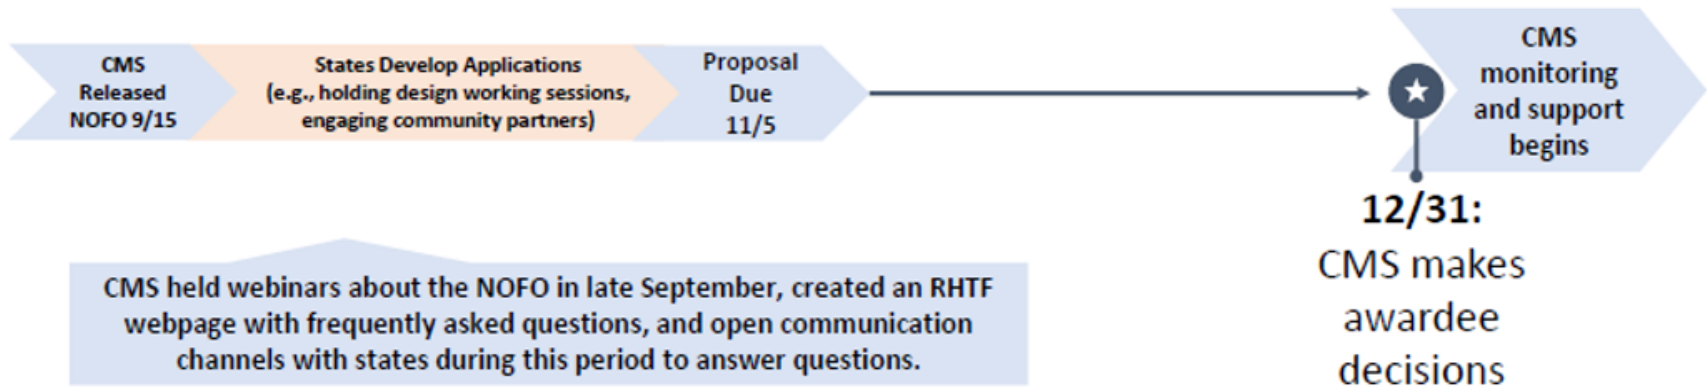 CMS
Released
NOFO 9/15
States Develop Applications
(e.g., holding design working sessions,
engaging community partners)
Proposal
Due
11/5
CMS
monitoring
and support
begins
12/31:
CMS makes
awardee
decisions
CMS held webinars about the NOFO in late September, created an RHTF
webpage with frequently asked questions, and open communication
channels with states during this period to answer questions.